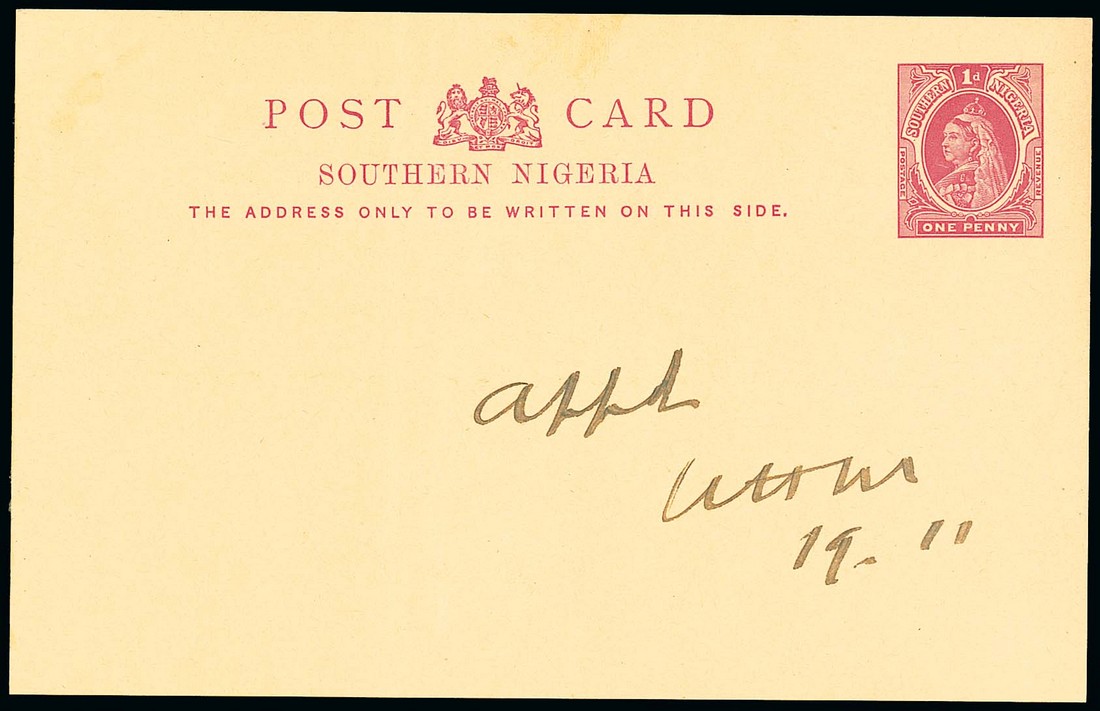 POST CARD
SOUTHERN NIGERIA
THE ADDRESS ONLY TO BE WRITTEN ON THIS SIDE.
1d
SOUTHERN NIGERIA
POSTAGE
REVENUE
ONE PENNY
appd
19. 11